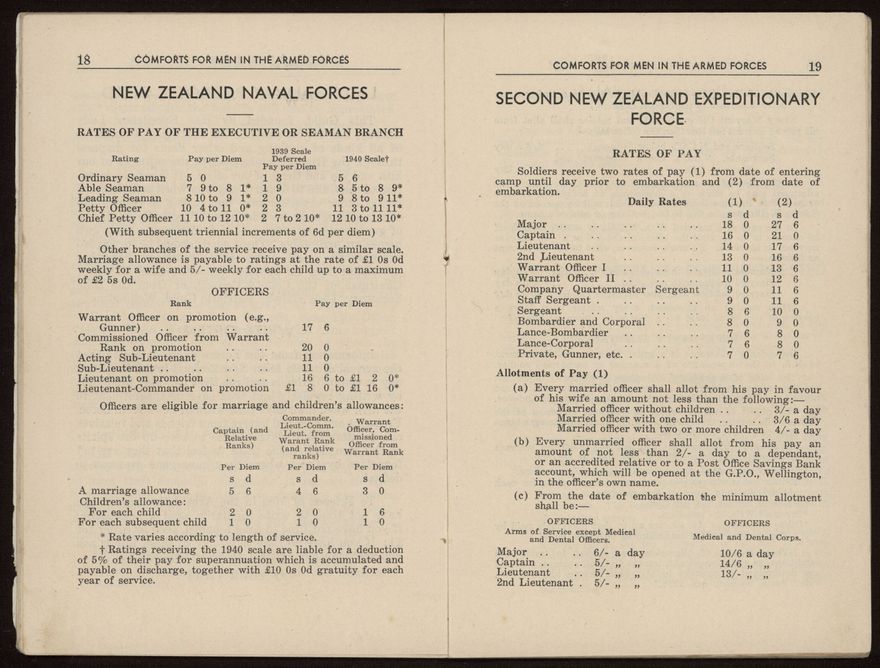 18 COMFORTS FOR MEN IN THE ARMED FORCES
NEW ZEALAND NAVAL FORCES
RATES OF PAY OF THE EXECUTIVE OR SEAMAN BRANCH
Rating Pay per Diem 1939 Scale Deferred Pay per Diem 1940 Scale†
Ordinary Seaman 5 0 1 3 5 6
Able Seaman 7 9 to 8 1* 1 9 8 5 to 8 9*
Leading Seaman 8 10 to 9 1* 2 0 9 8 to 9 11*
Petty Officer 10 4 to 11 0* 2 3 11 3 to 11 11*
Chief Petty Officer 11 10 to 12 10* 2 7 to 2 10* 12 10 to 13 10*
(With subsequent triennial increments of 6d per diem)
Other branches of the service receive pay on a similar scale.
Marriage allowance is payable to ratings at the rate of £1 0s 0d
weekly for a wife and 5/- weekly for each child up to a maximum
of £2 5s 0d.
OFFICERS
Rank Pay per Diem
Warrant Officer on promotion (e.g.,
Gunner) .. .. .. .. 17 6
Commissioned Officer from Warrant
Rank on promotion .. .. 20 0
Acting Sub-Lieutenant .. .. 11 0
Sub-Lieutenant .. .. .. .. 11 0
Lieutenant on promotion .. .. 16 6 to £1 2 0*
Lieutenant-Commander on promotion £1 8 0 to £1 16 0*
Officers are eligible for marriage and children's allowances:
Captain (and Relative Ranks) Commander, Lieut.-Comm. Lieut. from Warant Rank (and relative ranks) Warrant Officer, Commissioned Officer from Warrant Rank
Per Diem Per Diem Per Diem
s d s d s d
A marriage allowance 5 6 4 6 3 0
Children's allowance:
For each child 2 0 2 0 1 6
For each subsequent child 1 0 1 0 1 0
* Rate varies according to length of service.
† Ratings receiving the 1940 scale are liable for a deduction
of 5% of their pay for superannuation which is accumulated and
payable on discharge, together with £10 0s 0d gratuity for each
year of service.
COMFORTS FOR MEN IN THE ARMED FORCES 19
SECOND NEW ZEALAND EXPEDITIONARY
FORCE
RATES OF PAY
Soldiers receive two rates of pay (1) from date of entering
camp until day prior to embarkation and (2) from date of
embarkation.
Daily Rates (1) (2)
s d s d
Major .. .. .. .. .. 18 0 27 6
Captain . .. .. .. .. 16 0 21 0
Lieutenant .. .. .. .. 14 0 17 6
2nd Lieutenant .. .. .. 13 0 16 6
Warrant Officer I .. .. .. 11 0 13 6
Warrant Officer II .. .. .. 10 0 12 6
Company Quartermaster Sergeant 9 0 11 6
Staff Sergeant . .. .. .. 9 0 11 6
Sergeant .. .. .. .. 8 6 10 0
Bombardier and Corporal .. .. 8 0 9 0
Lance-Bombardier .. .. .. 7 6 8 0
Lance-Corporal .. .. .. 7 6 8 0
Private, Gunner, etc. . .. .. 7 0 7 6
Allotments of Pay (1)
(a) Every married officer shall allot from his pay in favour
of his wife an amount not less than the following:—
Married officer without children .. .. 3/- a day
Married officer with one child .. .. 3/6 a day
Married officer with two or more children 4/- a day
(b) Every unmarried officer shall allot from his pay an
amount of not less than 2/- a day to a dependant,
or an accredited relative or to a Post Office Savings Bank
account, which will be opened at the G.P.O., Wellington,
in the officer's own name.
(c) From the date of embarkation the minimum allotment
shall be:—
OFFICERS OFFICERS
Arms of Service except Medical and Dental Officers. Medical and Dental Corps.
Major .. .. 6/- a day 10/6 a day
Captain .. .. 5/- „ „ 14/6 „ „
Lieutenant .. 5/- „ „ 13/- „ „
2nd Lieutenant . 5/- „ „